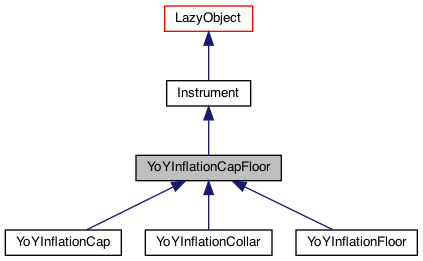 LazyObject
Instrument
YoYInflationCapFloor
YoYInflationCap
YoYInflationCollar
YoYInflationFloor